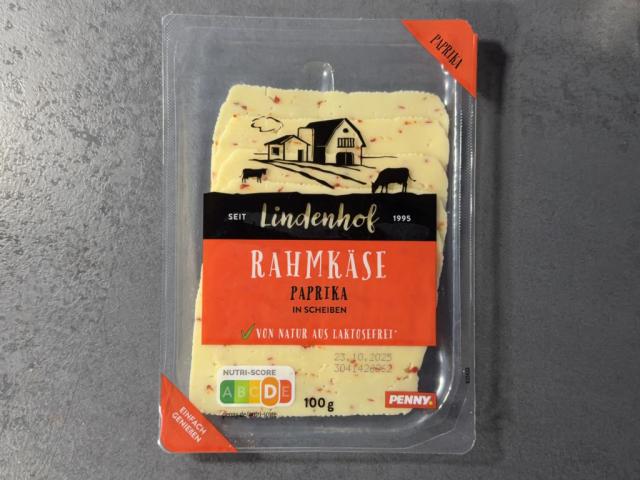 PAPRIKA
SEIT Lindenhof 1995
RAHMKÄSE
PAPRIKA
IN SCHEIBEN
✓VON NATUR AUS LAKTOSEFREI*
23.10.2025
NUTRI-SCORE
A B C D E
100g
PENNY.
EINFACH
GENIEẞEN